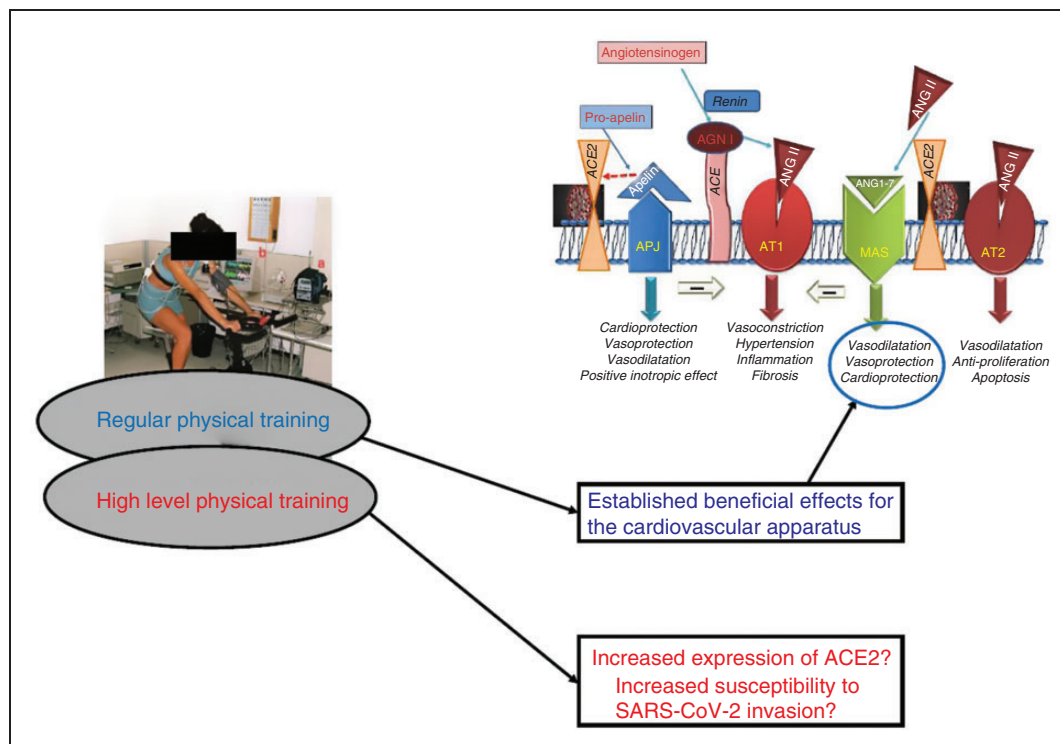 Angiotensinogen
Renin
Pro-apelin
AGN I
ANG II
ANG II
ANG II
ACE2
Apelin
ACE
ANG1-7
ACE2
APJ
AT1
MAS
AT2
Cardioprotection
Vasoprotection
Vasodilatation
Positive inotropic effect
Vasoconstriction
Hypertension
Inflammation
Fibrosis
Vasodilatation
Vasoprotection
Cardioprotection
Vasodilatation
Anti-proliferation
Apoptosis
b
a
Regular physical training
High level physical training
Established beneficial effects for
the cardiovascular apparatus
Increased expression of ACE2?
Increased susceptibility to
SARS-CoV-2 invasion?